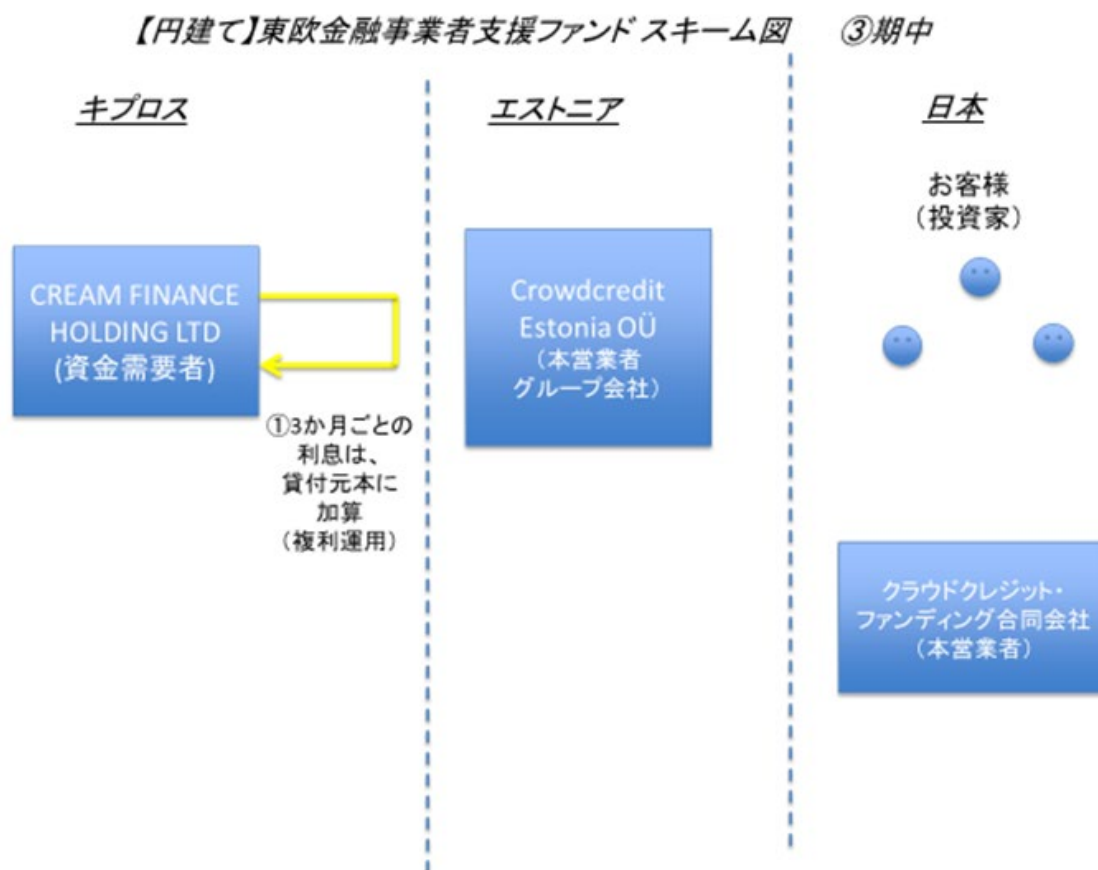 【円建て】東欧金融事業者支援ファンド スキーム図　③期中
キプロス
エストニア
日本
お客様
（投資家）
CREAM FINANCE
HOLDING LTD
(資金需要者)
Crowdcredit
Estonia OÜ
（本営業者
グループ会社）
①3か月ごとの
利息は、
貸付元本に
加算
（複利運用）
クラウドクレジット・
ファンディング合同会社
（本営業者）